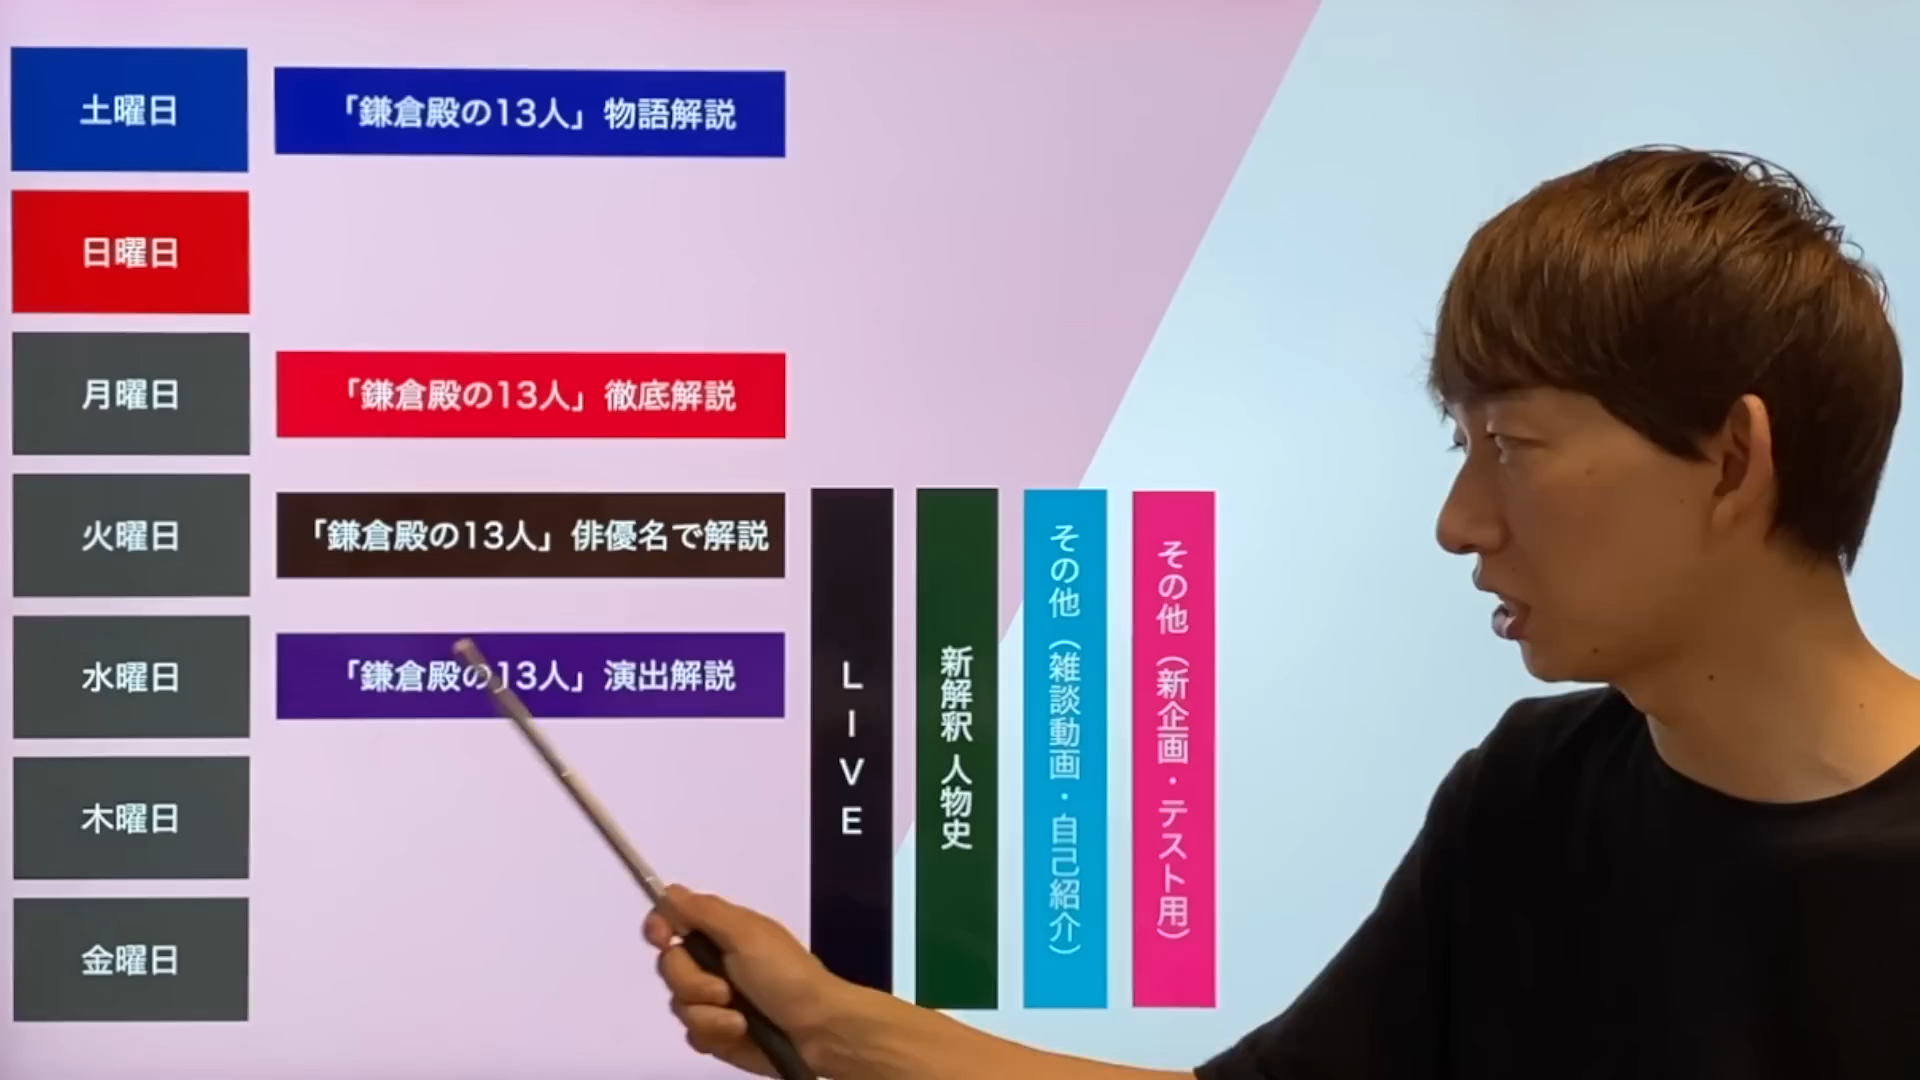 土曜日
「鎌倉殿の13人」物語解説
日曜日
月曜日
「鎌倉殿の13人」徹底解説
火曜日
「鎌倉殿の13人」俳優名で解説
水曜日
「鎌倉殿の13人」演出解説
木曜日
金曜日
LIVE
新解釈 人物史
その他（雑談動画・自己紹介）
その他（新企画・テスト用）